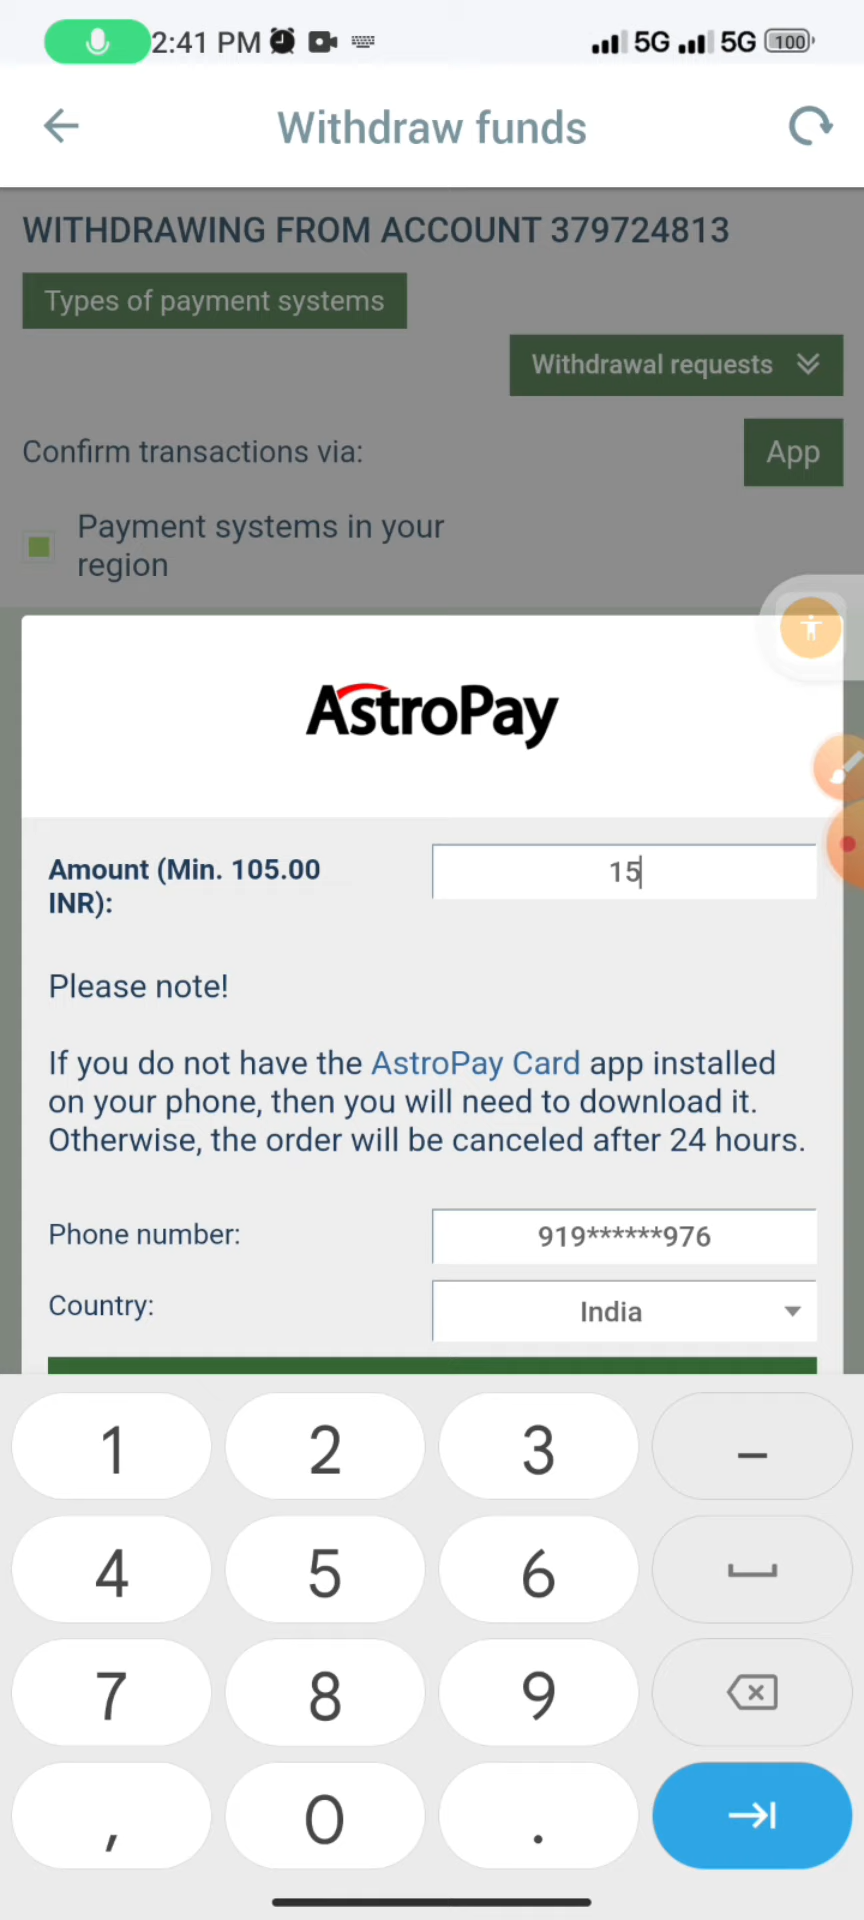 2:41 PM 5G 5G 100
Withdraw funds
WITHDRAWING FROM ACCOUNT 379724813
Types of payment systems
Withdrawal requests
Confirm transactions via:
App
Payment systems in your
region
AstroPay
Amount (Min. 105.00
INR):
15
Please note!
If you do not have the AstroPay Card app installed
on your phone, then you will need to download it.
Otherwise, the order will be canceled after 24 hours.
Phone number:
919******976
Country:
India
1 2 3 –
4 5 6
7 8 9
, 0 .